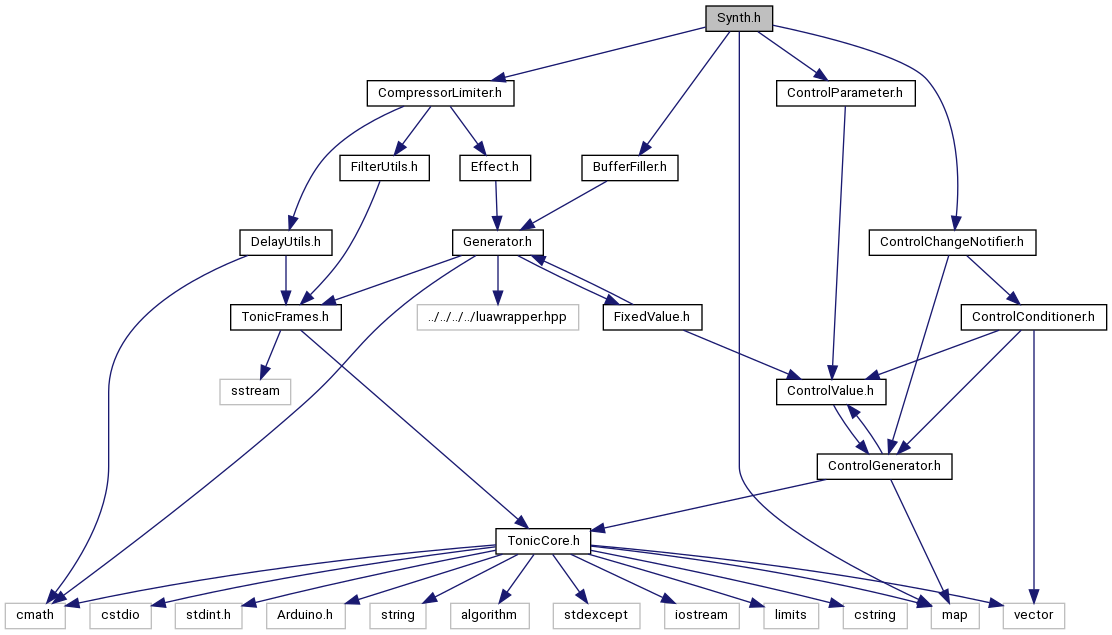 Synth.h
CompressorLimiter.h
ControlParameter.h
FilterUtils.h
Effect.h
BufferFiller.h
DelayUtils.h
Generator.h
ControlChangeNotifier.h
TonicFrames.h
../../../../luawrapper.hpp
FixedValue.h
ControlConditioner.h
sstream
ControlValue.h
ControlGenerator.h
TonicCore.h
cmath
cstdio
stdint.h
Arduino.h
string
algorithm
stdexcept
iostream
limits
cstring
map
vector